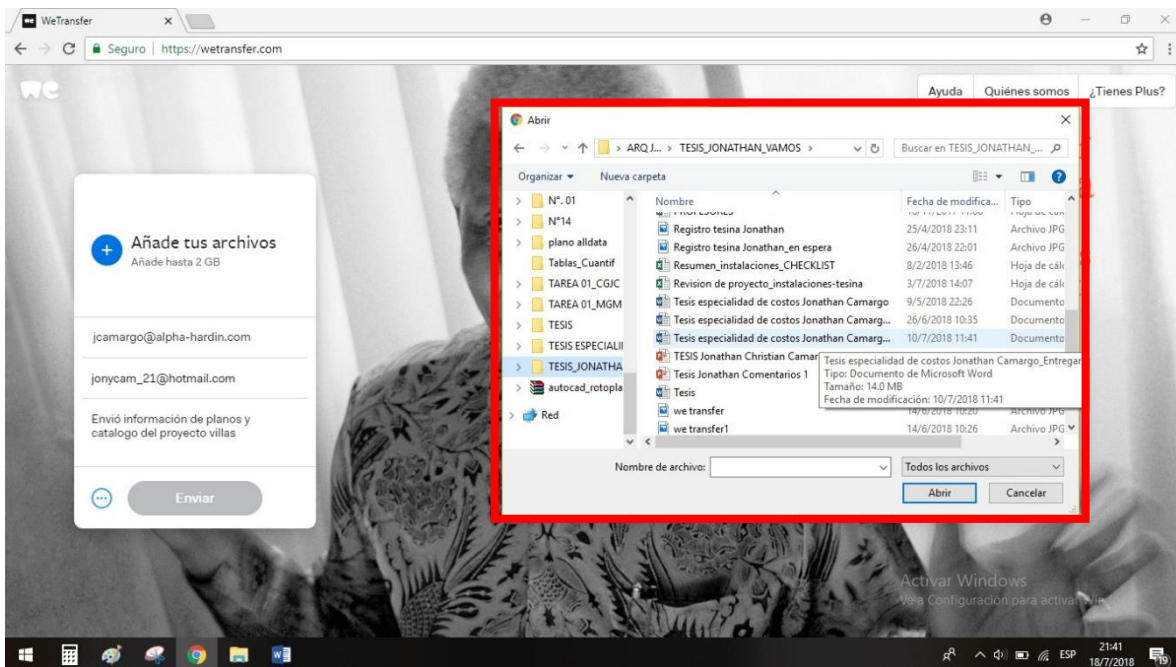 we WeTransfer
Seguro | https://wetransfer.com
we
Ayuda Quiénes somos ¿Tienes Plus?
Añade tus archivos
Añade hasta 2 GB
jcamargo@alpha-hardin.com
jonycam_21@hotmail.com
Envió información de planos y
catalogo del proyecto villas
Enviar
Abrir
ARQ J... > TESIS_JONATHAN_VAMOS >
Buscar en TESIS_JONATHAN_...
Organizar Nueva carpeta
N°. 01
N°14
plano alldata
Tablas_Cuantif
TAREA 01_CGJC
TAREA 01_MGM
TESIS
TESIS ESPECIALI
TESIS_JONATHA
autocad_rotopla
Red
Nombre Fecha de modifica... Tipo
Registro tesina Jonathan 25/4/2018 23:11 Archivo JPG
Registro tesina Jonathan_en espera 26/4/2018 22:01 Archivo JPG
Resumen_instalaciones_CHECKLIST 8/2/2018 13:46 Hoja de cálc
Revision de proyecto_instalaciones-tesina 3/7/2018 14:07 Hoja de cálc
Tesis especialidad de costos Jonathan Camargo 9/5/2018 22:26 Documento
Tesis especialidad de costos Jonathan Camarg... 26/6/2018 10:35 Documento
Tesis especialidad de costos Jonathan Camarg... 10/7/2018 11:41 Documento
TESIS Jonathan Christian Camar
Tesis Jonathan Comentarios 1
Tesis
we transfer 14/6/2018 10:20 Archivo JPG
we transfer1 14/6/2018 10:26 Archivo JPG
Tesis especialidad de costos Jonathan Camargo_Entregar
Tipo: Documento de Microsoft Word
Tamaño: 14.0 MB
Fecha de modificación: 10/7/2018 11:41
Nombre de archivo: Todos los archivos
Abrir Cancelar
Activar Windows
Ve a Configuración para activar
ESP 21:41
18/7/2018